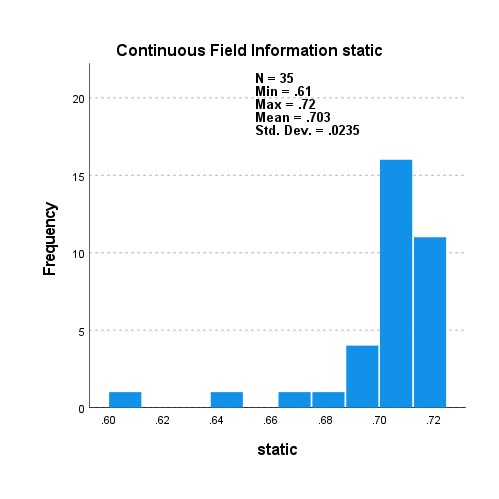 Continuous Field Information static
N = 35
Min = .61
Max = .72
Mean = .703
Std. Dev. = .0235
20
15
10
5
0
Frequency
.60 .62 .64 .66 .68 .70 .72
static